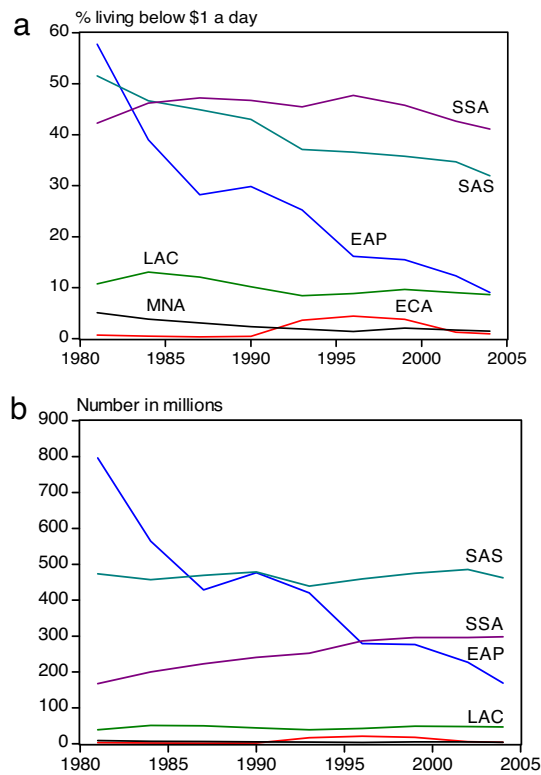 a
% living below $1 a day
60
50
SSA
40
SAS
30
EAP
20
LAC
10
MNA
ECA
0
1980 1985 1990 1995 2000 2005
b
Number in millions
900
800
700
600
SAS
500
400
SSA
300
EAP
200
LAC
100
0
1980 1985 1990 1995 2000 2005